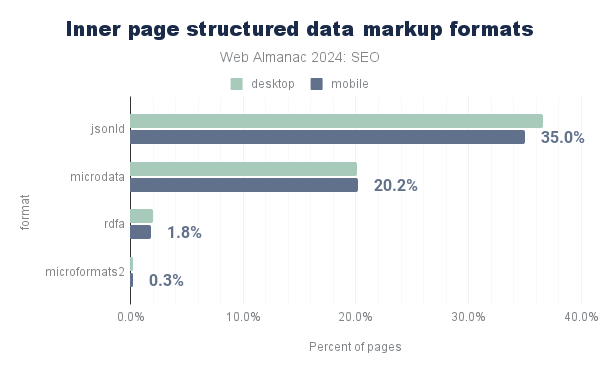 Inner page structured data markup formats
Web Almanac 2024: SEO
desktop mobile
jsonld
35.0%
microdata
20.2%
format
rdfa
1.8%
microformats2
0.3%
0.0% 10.0% 20.0% 30.0% 40.0%
Percent of pages